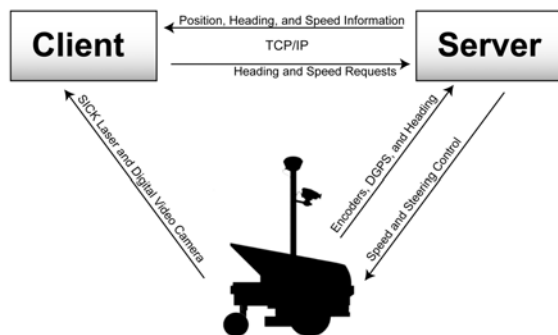 Position, Heading, and Speed Information
Client
TCP/IP
Server
Heading and Speed Requests
SICK Laser and Digital Video Camera
Encoders, DGPS, and Heading
Speed and Steering Control